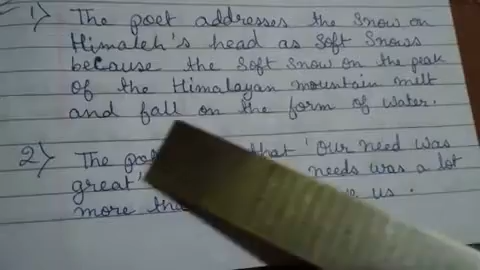 1) The poet addresses the snow on
Himaleh's head as soft snows
because the soft snow on the peak
of the Himalayan mountain milt
and fall on the form of water.
2) The that 'Our need was
great' needs was a lot
more us.